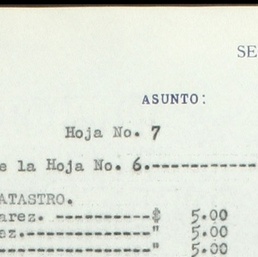 SE
ASUNTO:
Hoja No. 7
e la Hoja No. 6.-----------
ATASTRO.
arez. -----------$ 5.00
az.-------------" 5.00
----------------" 5.00